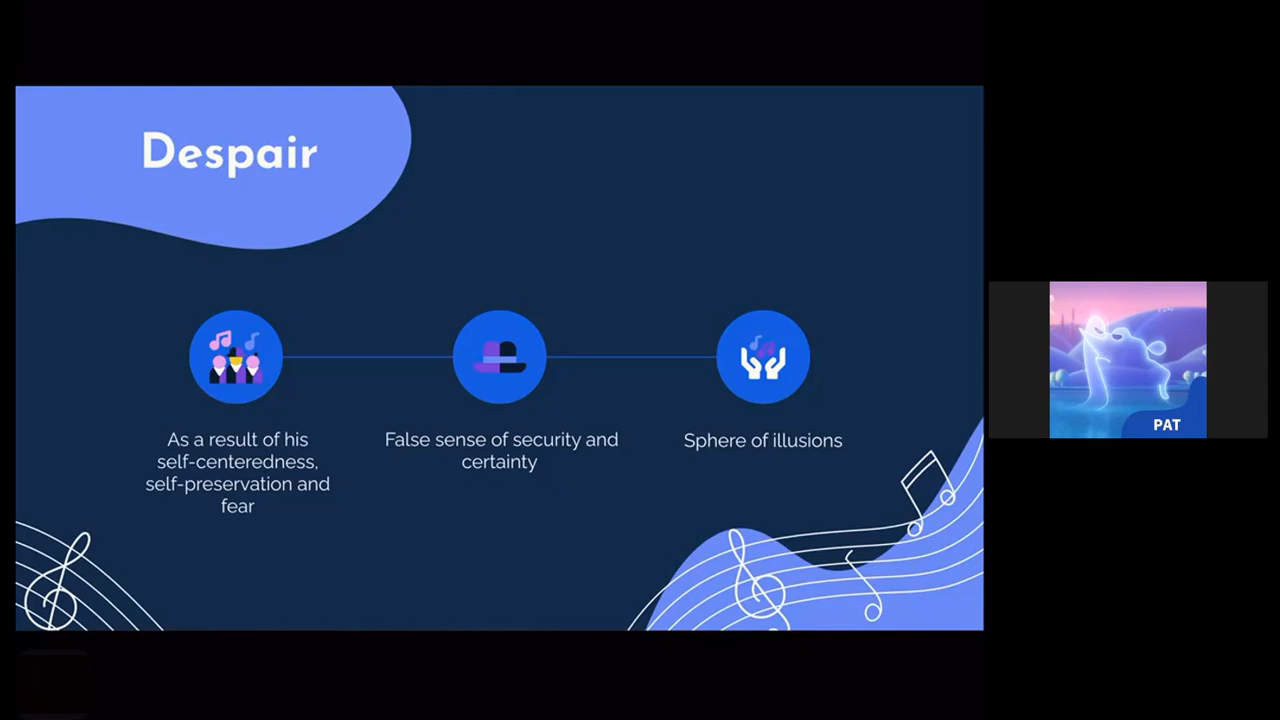 Despair
As a result of his
self-centeredness,
self-preservation and
fear
False sense of security and
certainty
Sphere of illusions
PAT